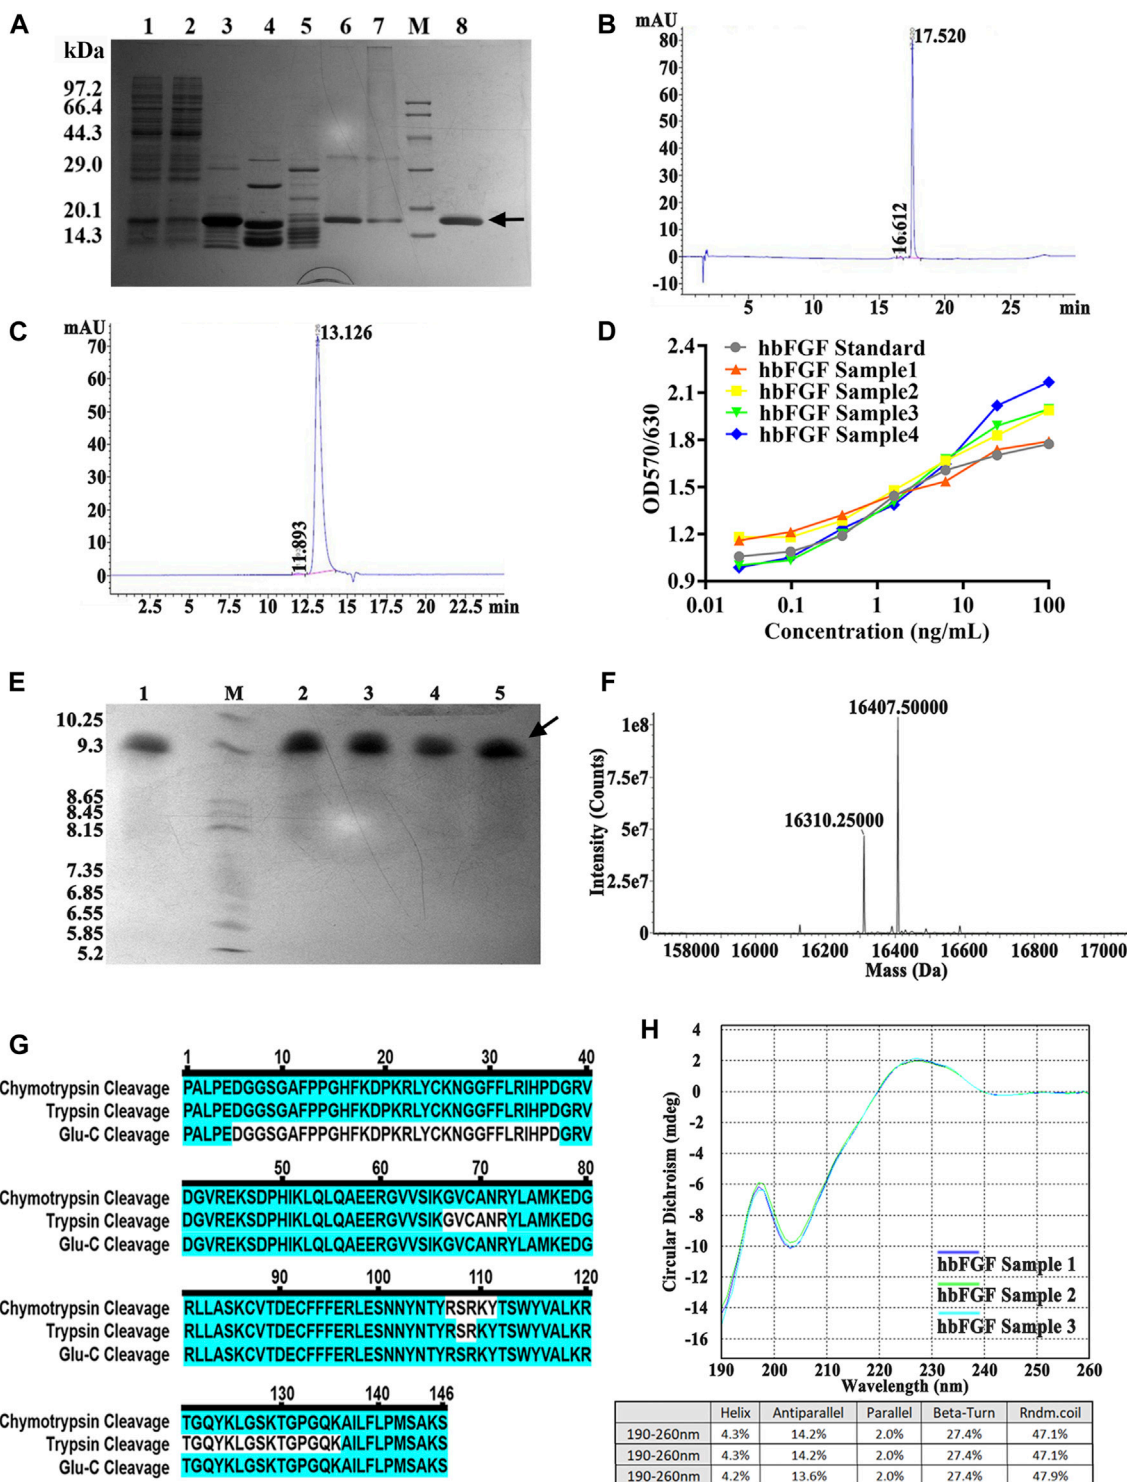 A
1 2 3 4 5 6 7 M 8
kDa
97.2
66.4
44.3
29.0
20.1
14.3
B
mAU
80
70
60
50
40
30
20
10
0
-10
17.520
16.612
5 10 15 20 25 min
C
mAU
70
60
50
40
30
20
10
0
13.126
11.893
2.5 5 7.5 10 12.5 15 17.5 20 22.5 min
D
2.4
2.1
1.8
1.5
1.2
0.9
OD570/630
hbFGF Standard
hbFGF Sample1
hbFGF Sample2
hbFGF Sample3
hbFGF Sample4
0.01 0.1 1 10 100
Concentration (ng/mL)
E
1 M 2 3 4 5
10.25
9.3
8.65
8.45
8.15
7.35
6.85
6.55
5.85
5.2
F
16407.50000
16310.25000
1e8
7.5e7
5e7
2.5e7
0
Intensity (Counts)
158000 16000 16200 16400 16600 16800 17000
Mass (Da)
G
1 10 20 30 40
Chymotrypsin Cleavage PALPEDGGSGAFPPGHFKDPKRLYCKNGGFFLRIHPDGRV
Trypsin Cleavage PALPEDGGSGAFPPGHFKDPKRLYCKNGGFFLRIHPDGRV
Glu-C Cleavage PALPEDGGSGAFPPGHFKDPKRLYCKNGGFFLRIHPDGRV
50 60 70 80
Chymotrypsin Cleavage DGVREKSDPHIKLQLQAEERGVVSIKGVCANRYLAMKEDG
Trypsin Cleavage DGVREKSDPHIKLQLQAEERGVVSIKGVCANRYLAMKEDG
Glu-C Cleavage DGVREKSDPHIKLQLQAEERGVVSIKGVCANRYLAMKEDG
90 100 110 120
Chymotrypsin Cleavage RLLASKCVTDECFFFERLESNNYNTYRSRKYTSWYVALKR
Trypsin Cleavage RLLASKCVTDECFFFERLESNNYNTYRSRKYTSWYVALKR
Glu-C Cleavage RLLASKCVTDECFFFERLESNNYNTYRSRKYTSWYVALKR
130 140 146
Chymotrypsin Cleavage TGQYKLGSKTGPGQKAILFLPMSAKS
Trypsin Cleavage TGQYKLGSKTGPGQKAILFLPMSAKS
Glu-C Cleavage TGQYKLGSKTGPGQKAILFLPMSAKS
H
4
2
0
-2
-4
-6
-8
-10
-12
-14
-16
Circular Dichroism (mdeg)
hbFGF Sample 1
hbFGF Sample 2
hbFGF Sample 3
190 200 210 220 230 240 250 260
Wavelength (nm)
Helix Antiparallel Parallel Beta-Turn Rndm.coil
190-260nm 4.3% 14.2% 2.0% 27.4% 47.1%
190-260nm 4.3% 14.2% 2.0% 27.4% 47.1%
190-260nm 4.2% 13.6% 2.0% 27.4% 47.9%